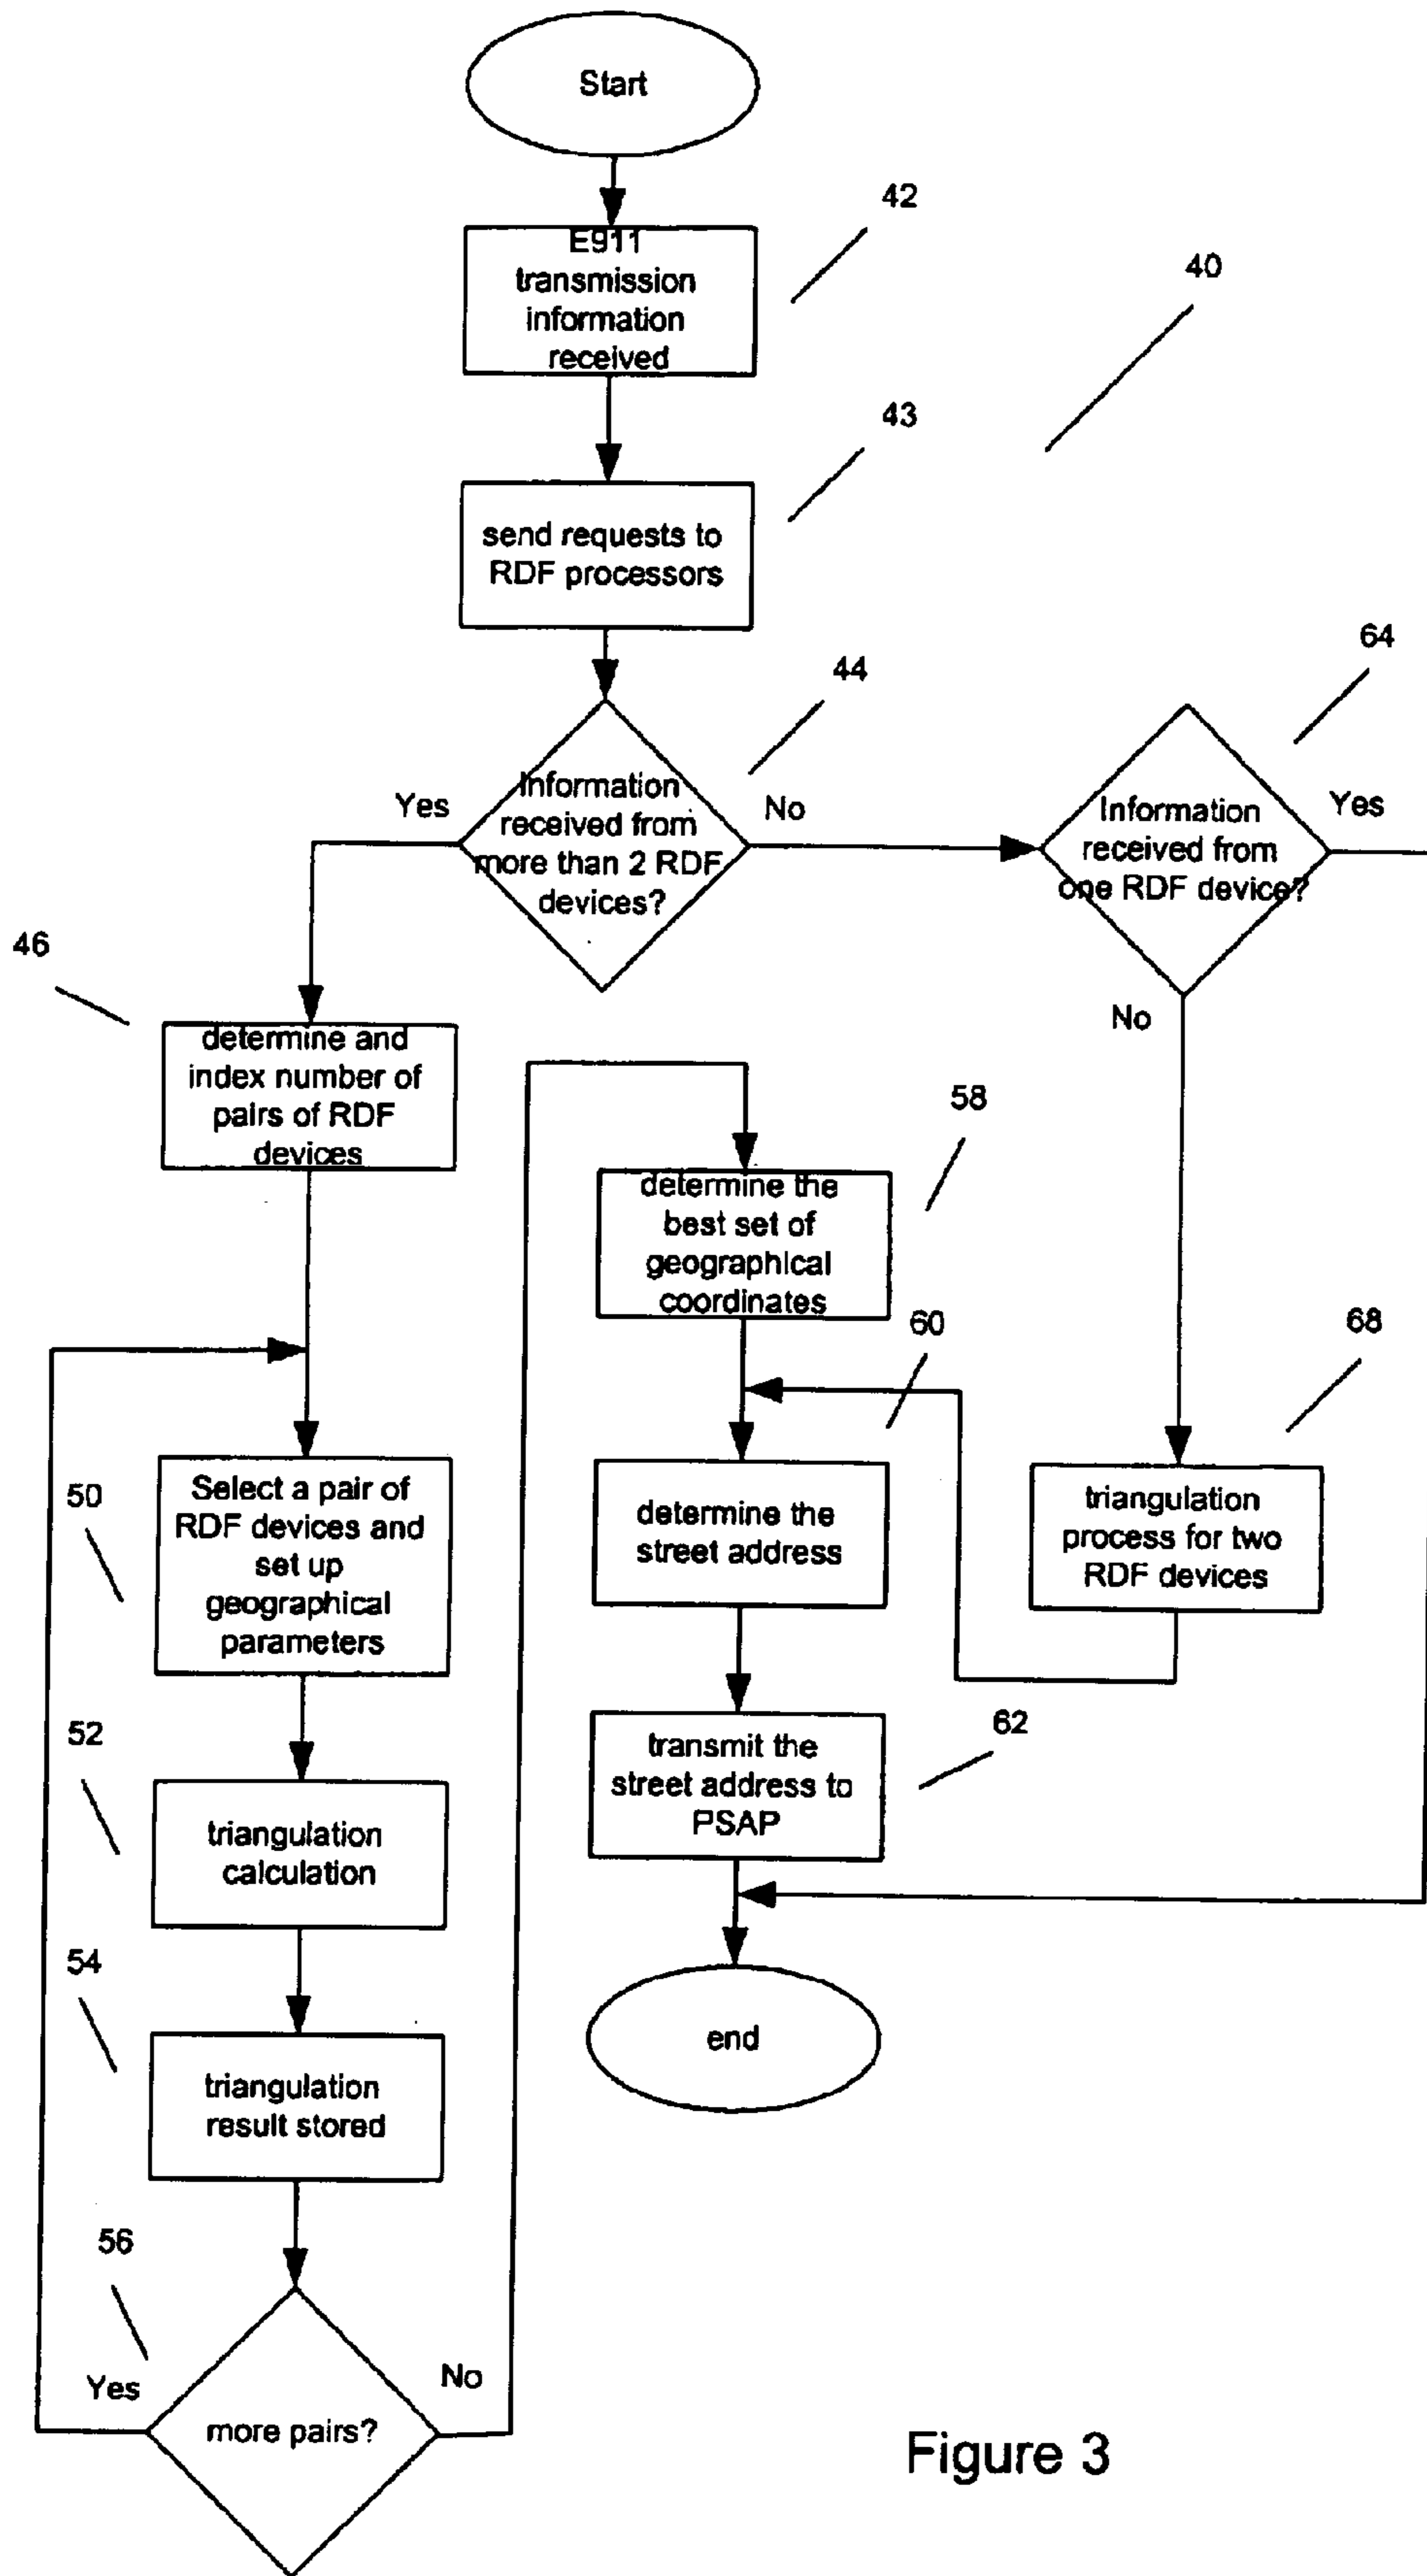 Start
42
E911
transmission
information
received
40
43
send requests to
RDF processors
44
64
Yes
Information
received from
more than 2 RDF
devices?
No
Information
received from
one RDF device?
Yes
No
46
determine and
index number of
pairs of RDF
devices
58
determine the
best set of
geographical
coordinates
60
68
50
Select a pair of
RDF devices and
set up
geographical
parameters
determine the
street address
triangulation
process for two
RDF devices
52
triangulation
calculation
62
transmit the
street address to
PSAP
54
triangulation
result stored
end
56
Yes
more pairs?
No
Figure 3